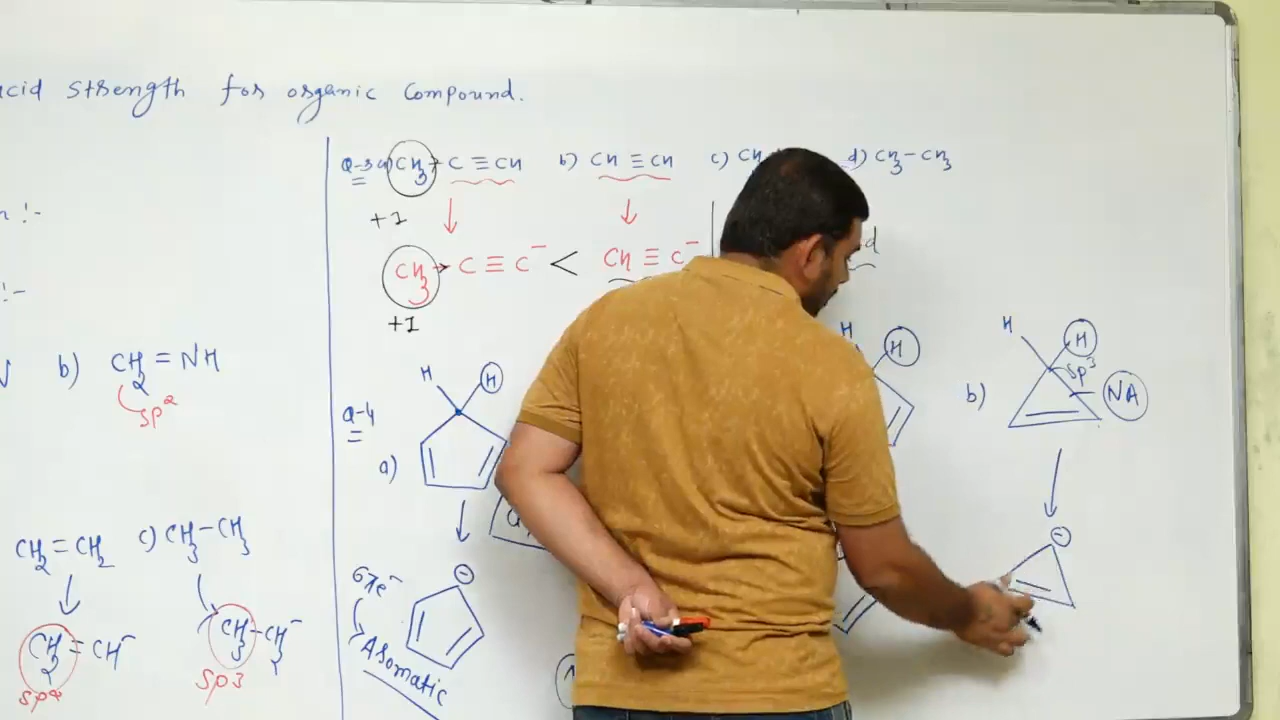 acid strength for organic compound.
Q-3 a) CH3 → C ≡ CH b) CH ≡ CH c) CH d) CH3 - CH3
+I
CH3 → C ≡ C⁻ < CH ≡ C⁻
+I
b) CH2 = NH
sp2
CH2 = CH2 c) CH3 - CH3
CH2 = CH⁻ CH3 - CH2⁻
sp2 sp3
Q-4
a) H H
6πe⁻
⊖
Aromatic
H H
b) H H
sp3
NA
⊖